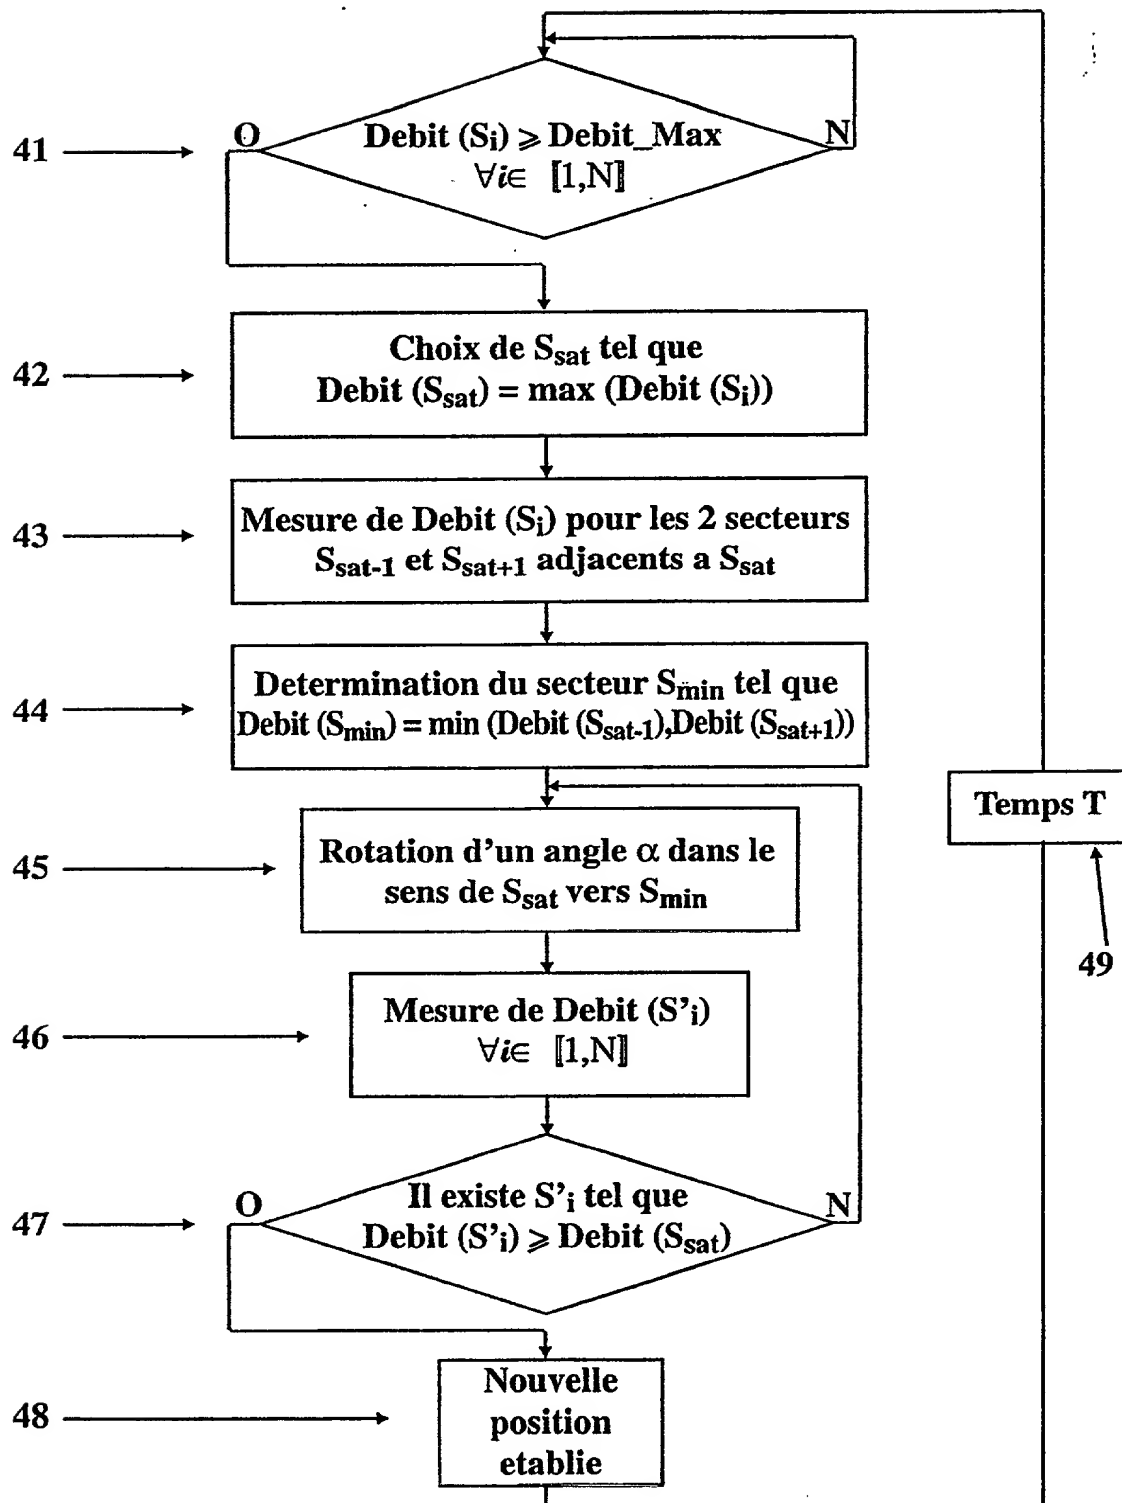 O
N
41
Debit (Si) ⩾ Debit_Max
∀i∈ ⟦1,N⟧
42
Choix de Ssat tel que
Debit (Ssat) = max (Debit (Si))
43
Mesure de Debit (Si) pour les 2 secteurs
Ssat-1 et Ssat+1 adjacents a Ssat
44
Determination du secteur Smin tel que
Debit (Smin) = min (Debit (Ssat-1),Debit (Ssat+1))
Temps T
49
45
Rotation d'un angle α dans le
sens de Ssat vers Smin
46
Mesure de Debit (S'i)
∀i∈ ⟦1,N⟧
O
N
47
Il existe S'i tel que
Debit (S'i) ⩾ Debit (Ssat)
48
Nouvelle
position
etablie